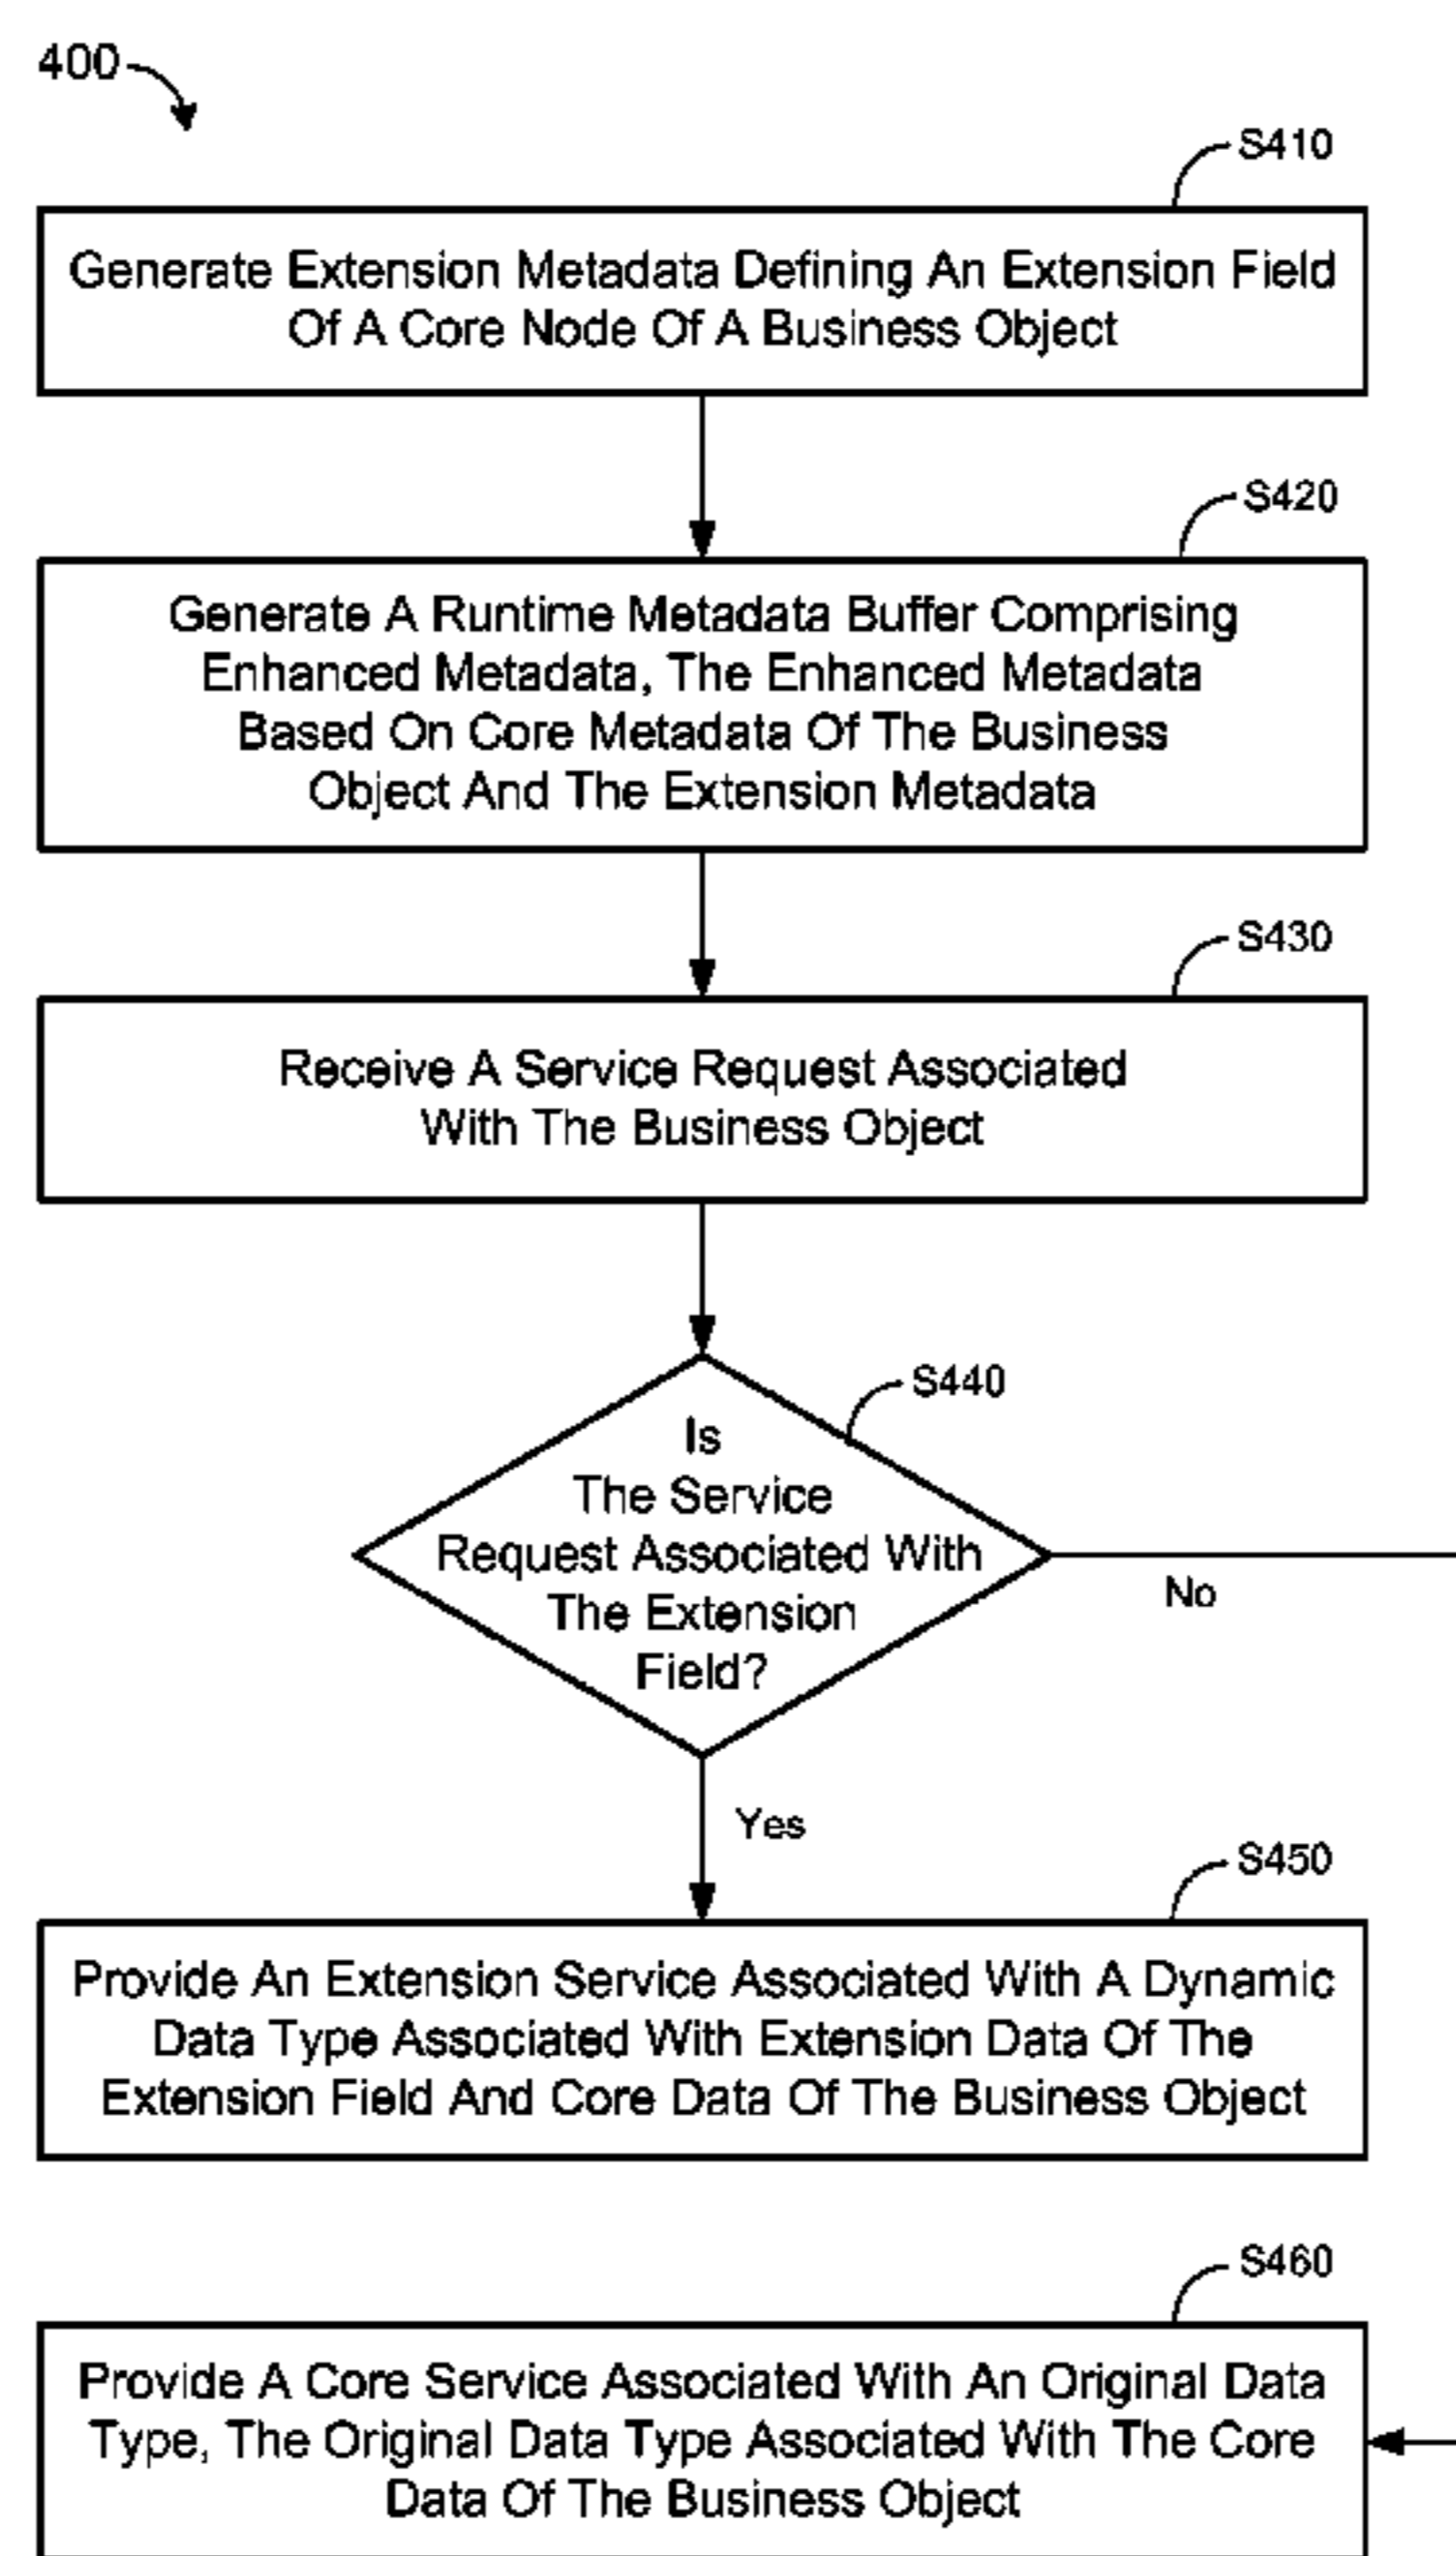 400
S410
Generate Extension Metadata Defining An Extension Field
Of A Core Node Of A Business Object
S420
Generate A Runtime Metadata Buffer Comprising
Enhanced Metadata, The Enhanced Metadata
Based On Core Metadata Of The Business
Object And The Extension Metadata
S430
Receive A Service Request Associated
With The Business Object
S440
Is
The Service
Request Associated With
The Extension
Field?
No
Yes
S450
Provide An Extension Service Associated With A Dynamic
Data Type Associated With Extension Data Of The
Extension Field And Core Data Of The Business Object
S460
Provide A Core Service Associated With An Original Data
Type, The Original Data Type Associated With The Core
Data Of The Business Object